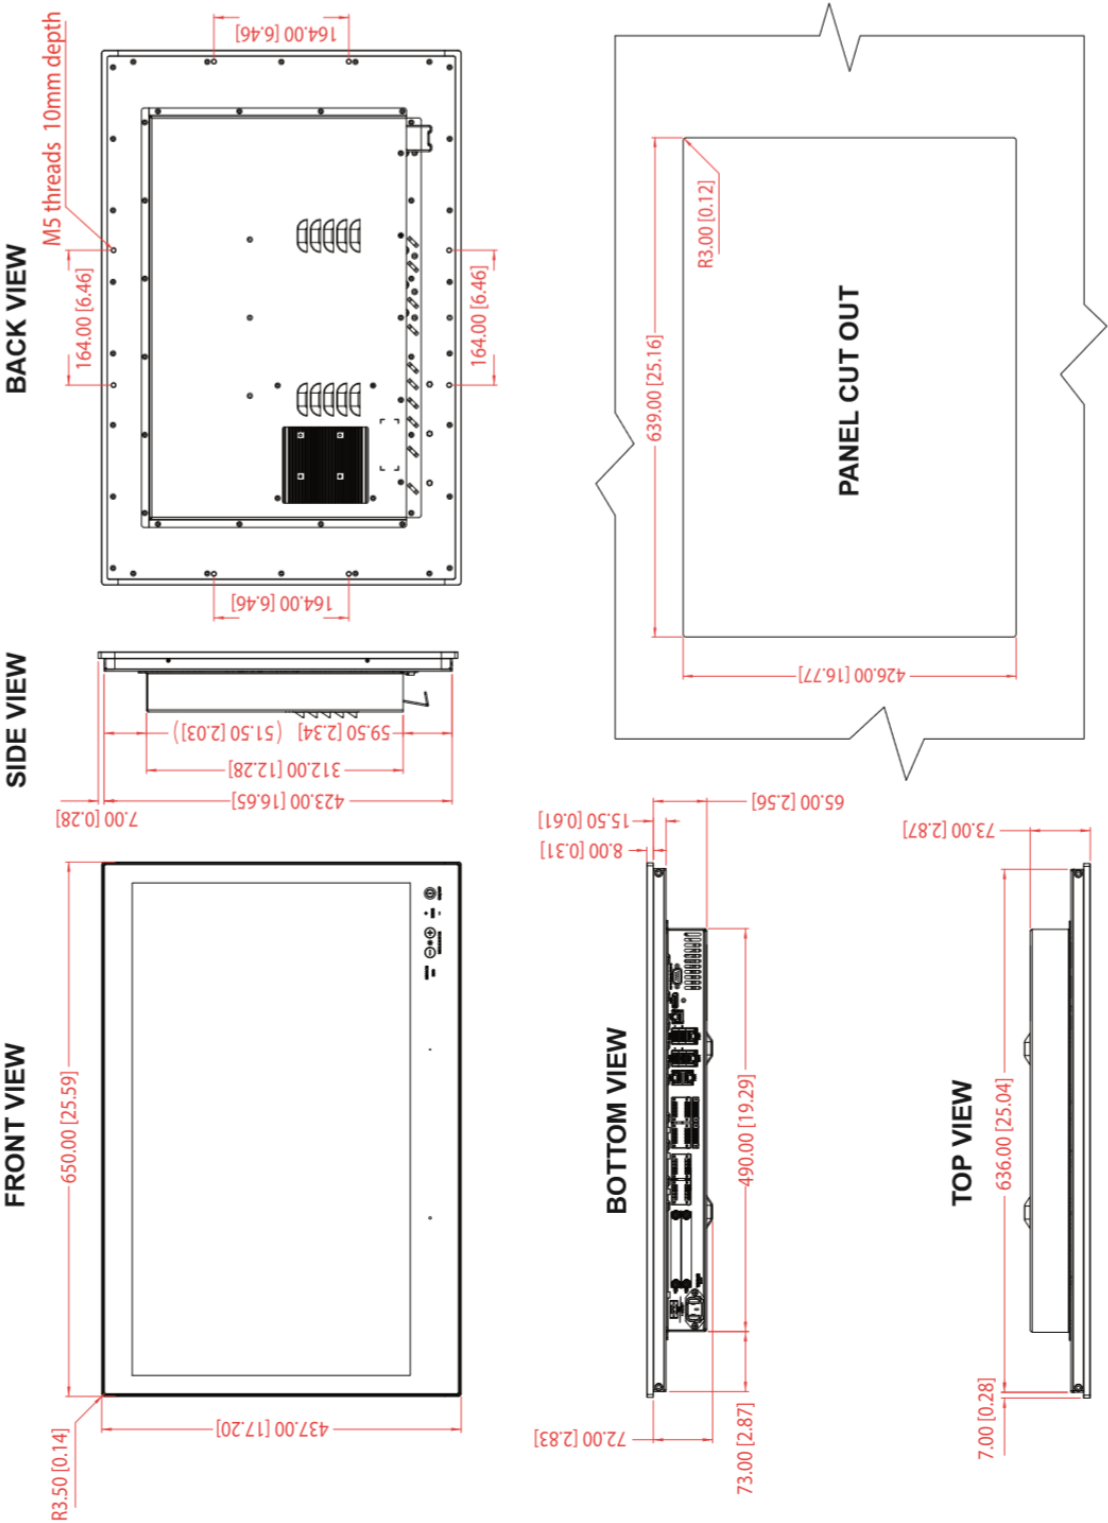 BACK VIEW
M5 threads 10mm depth
164.00 [6.46]
164.00 [6.46]
164.00 [6.46]
164.00 [6.46]
PANEL CUT OUT
R3.00 [0.12]
639.00 [25.16]
426.00 [16.77]
SIDE VIEW
(51.50 [2.03])
59.50 [2.34]
312.00 [12.28]
423.00 [16.65]
7.00 [0.28]
FRONT VIEW
650.00 [25.59]
437.00 [17.20]
R3.50 [0.14]
BOTTOM VIEW
65.00 [2.56]
15.50 [0.61]
8.00 [0.31]
490.00 [19.29]
72.00 [2.83]
73.00 [2.87]
TOP VIEW
73.00 [2.87]
636.00 [25.04]
7.00 [0.28]